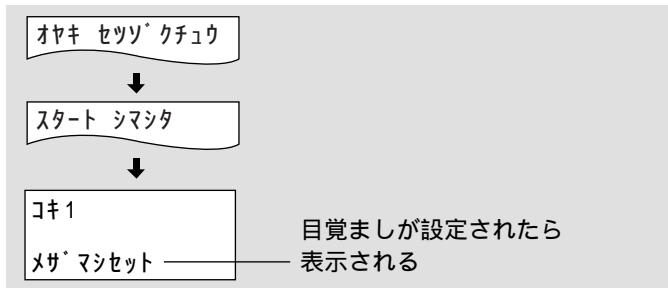 オヤキ セツゾクチュウ
スタート シマシタ
コキ1
メザマシセット
目覚ましが設定されたら
表示される